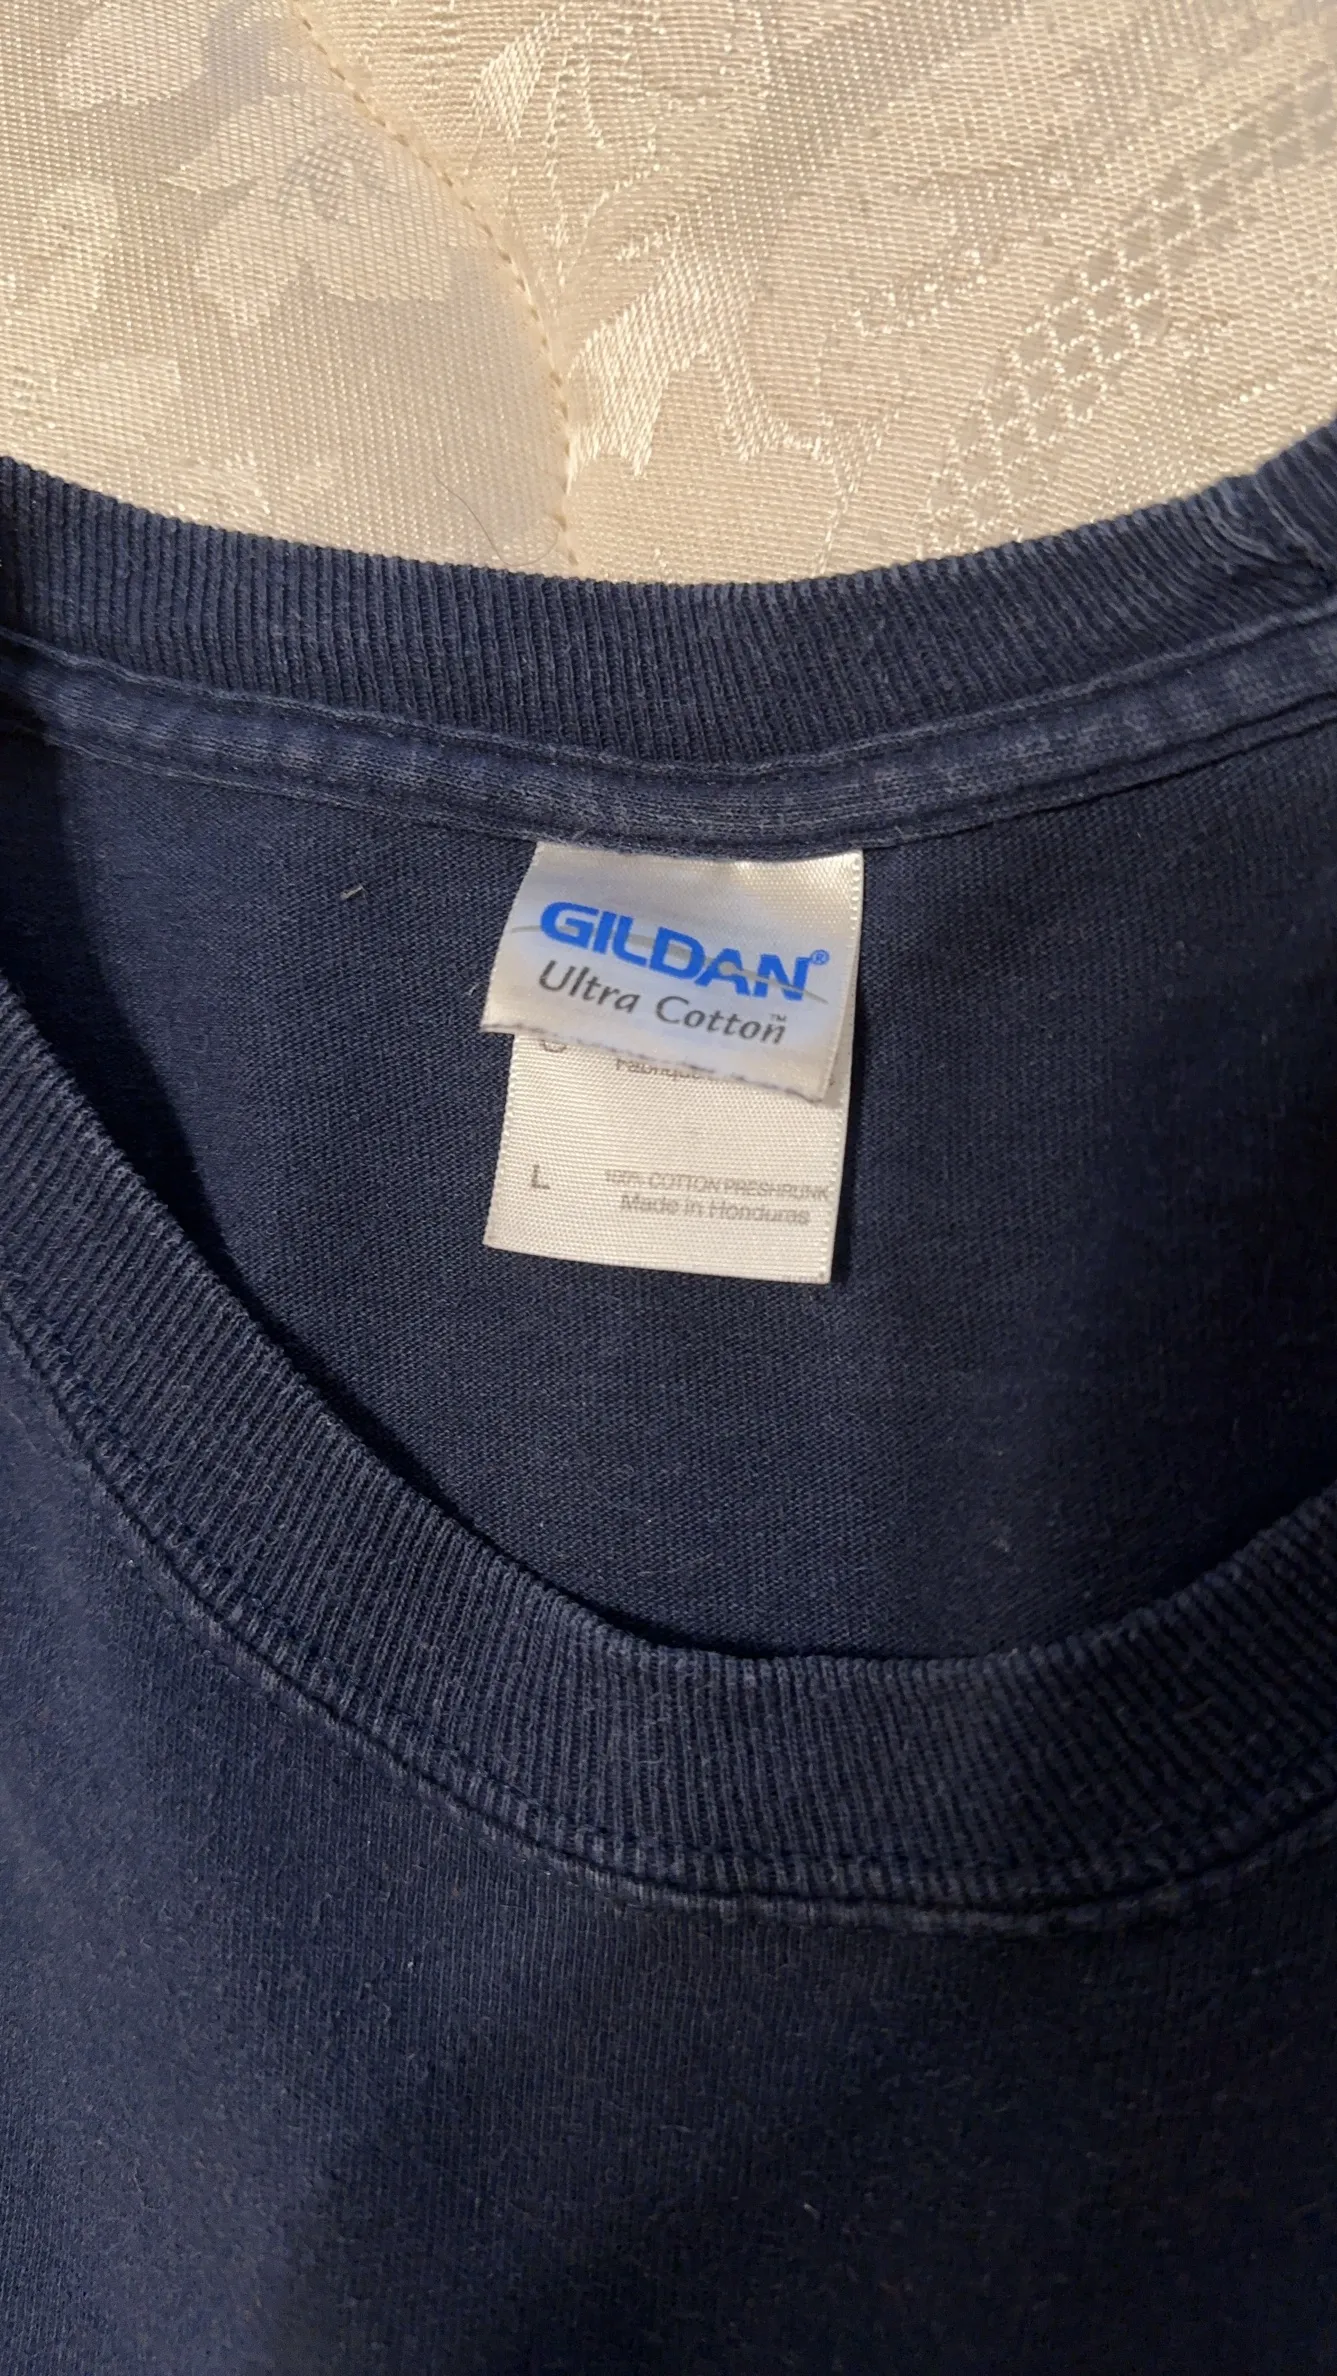 GILDAN®
Ultra Cotton™
L 100% COTTON PRESHRUNK
Made in Honduras